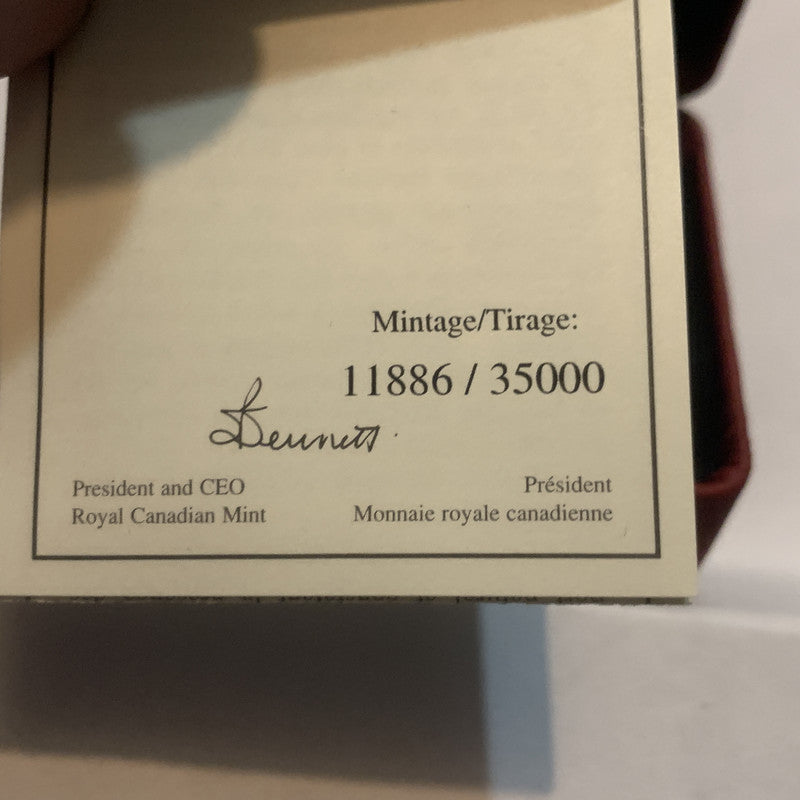 Mintage/Tirage:
11886 / 35000
Bennett
President and CEO
Royal Canadian Mint
Président
Monnaie royale canadienne